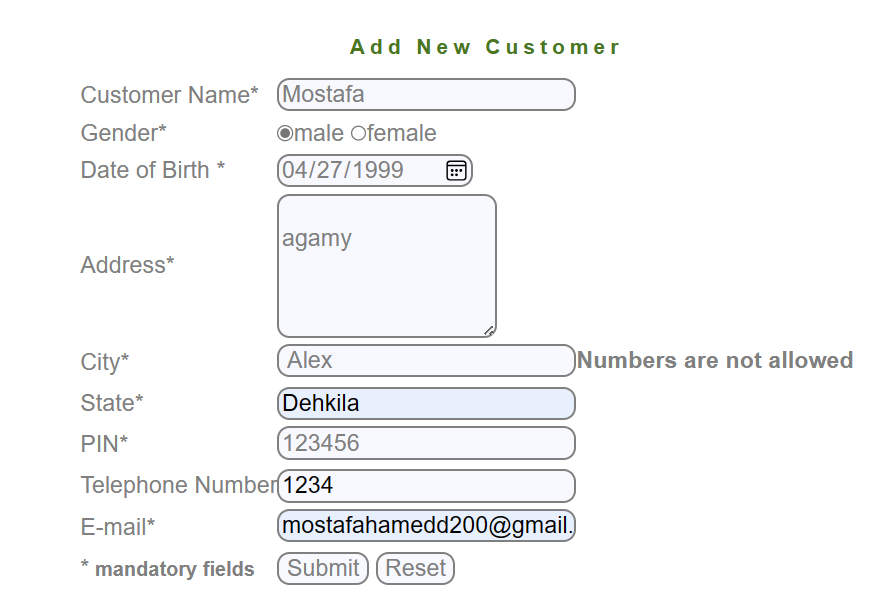 Add New Customer
Customer Name* Mostafa
Gender* male female
Date of Birth * 04/27/1999
Address* agamy
City* Alex Numbers are not allowed
State* Dehkila
PIN* 123456
Telephone Number 1234
E-mail* mostafahamedd200@gmail.
* mandatory fields Submit Reset